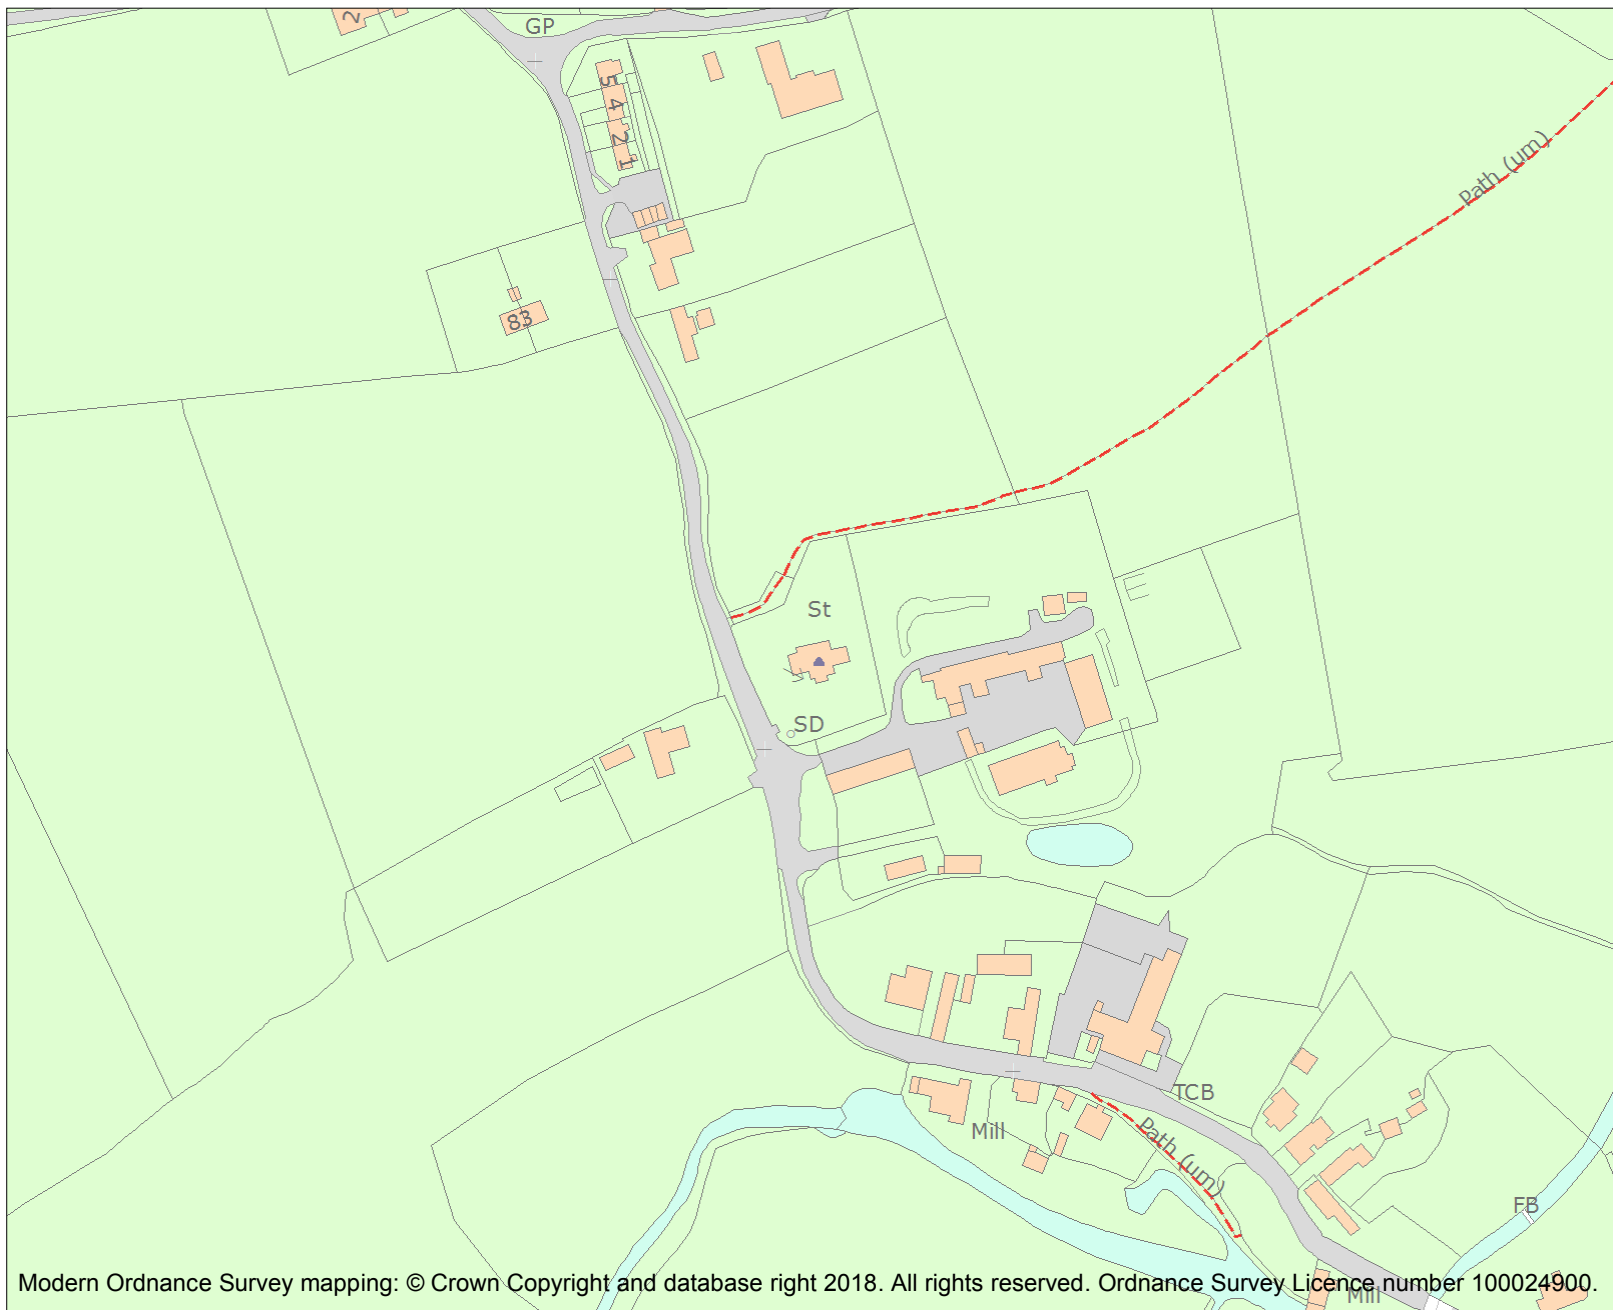 2
GP
5
4
2
1
Path (um)
83
St
SD
TCB
Mill
Path (um)
FB
Modern Ordnance Survey mapping: © Crown Copyright and database right 2018. All rights reserved. Ordnance Survey Licence number 100024900.
Mill